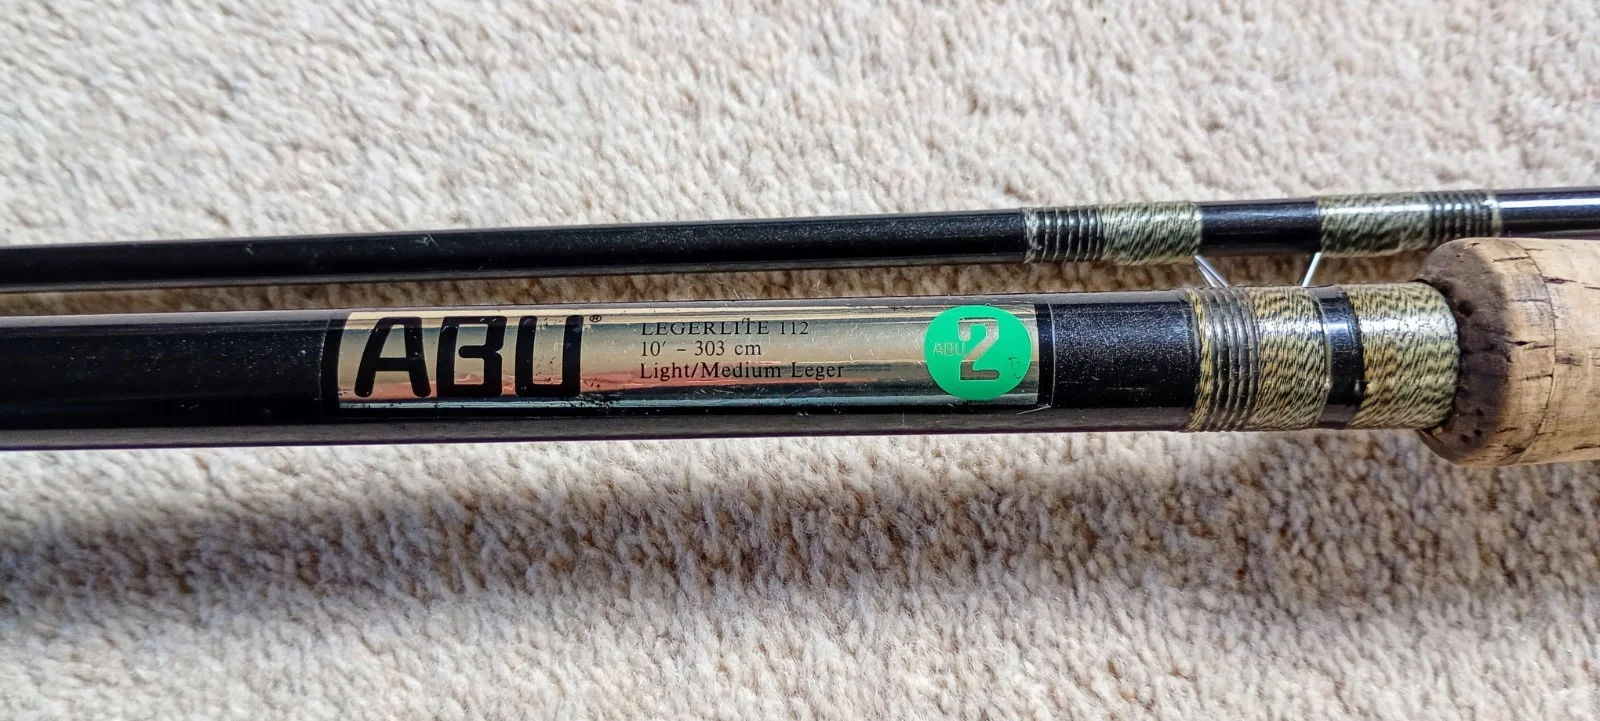 ABU®
LEGERLITE 112
10' - 303 cm
Light/Medium Leger
ABU 2